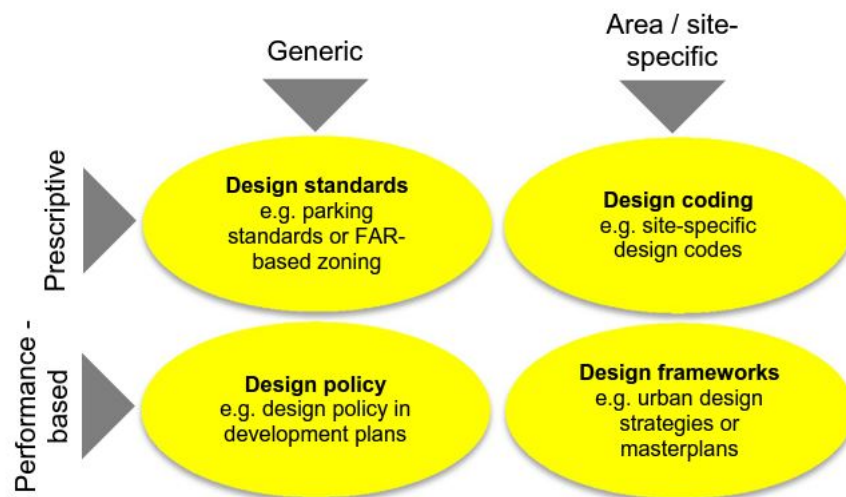 Generic
Area / site-
specific
Prescriptive
Design standards
e.g. parking
standards or FAR-
based zoning
Design coding
e.g. site-specific
design codes
Performance -
based
Design policy
e.g. design policy in
development plans
Design frameworks
e.g. urban design
strategies or
masterplans